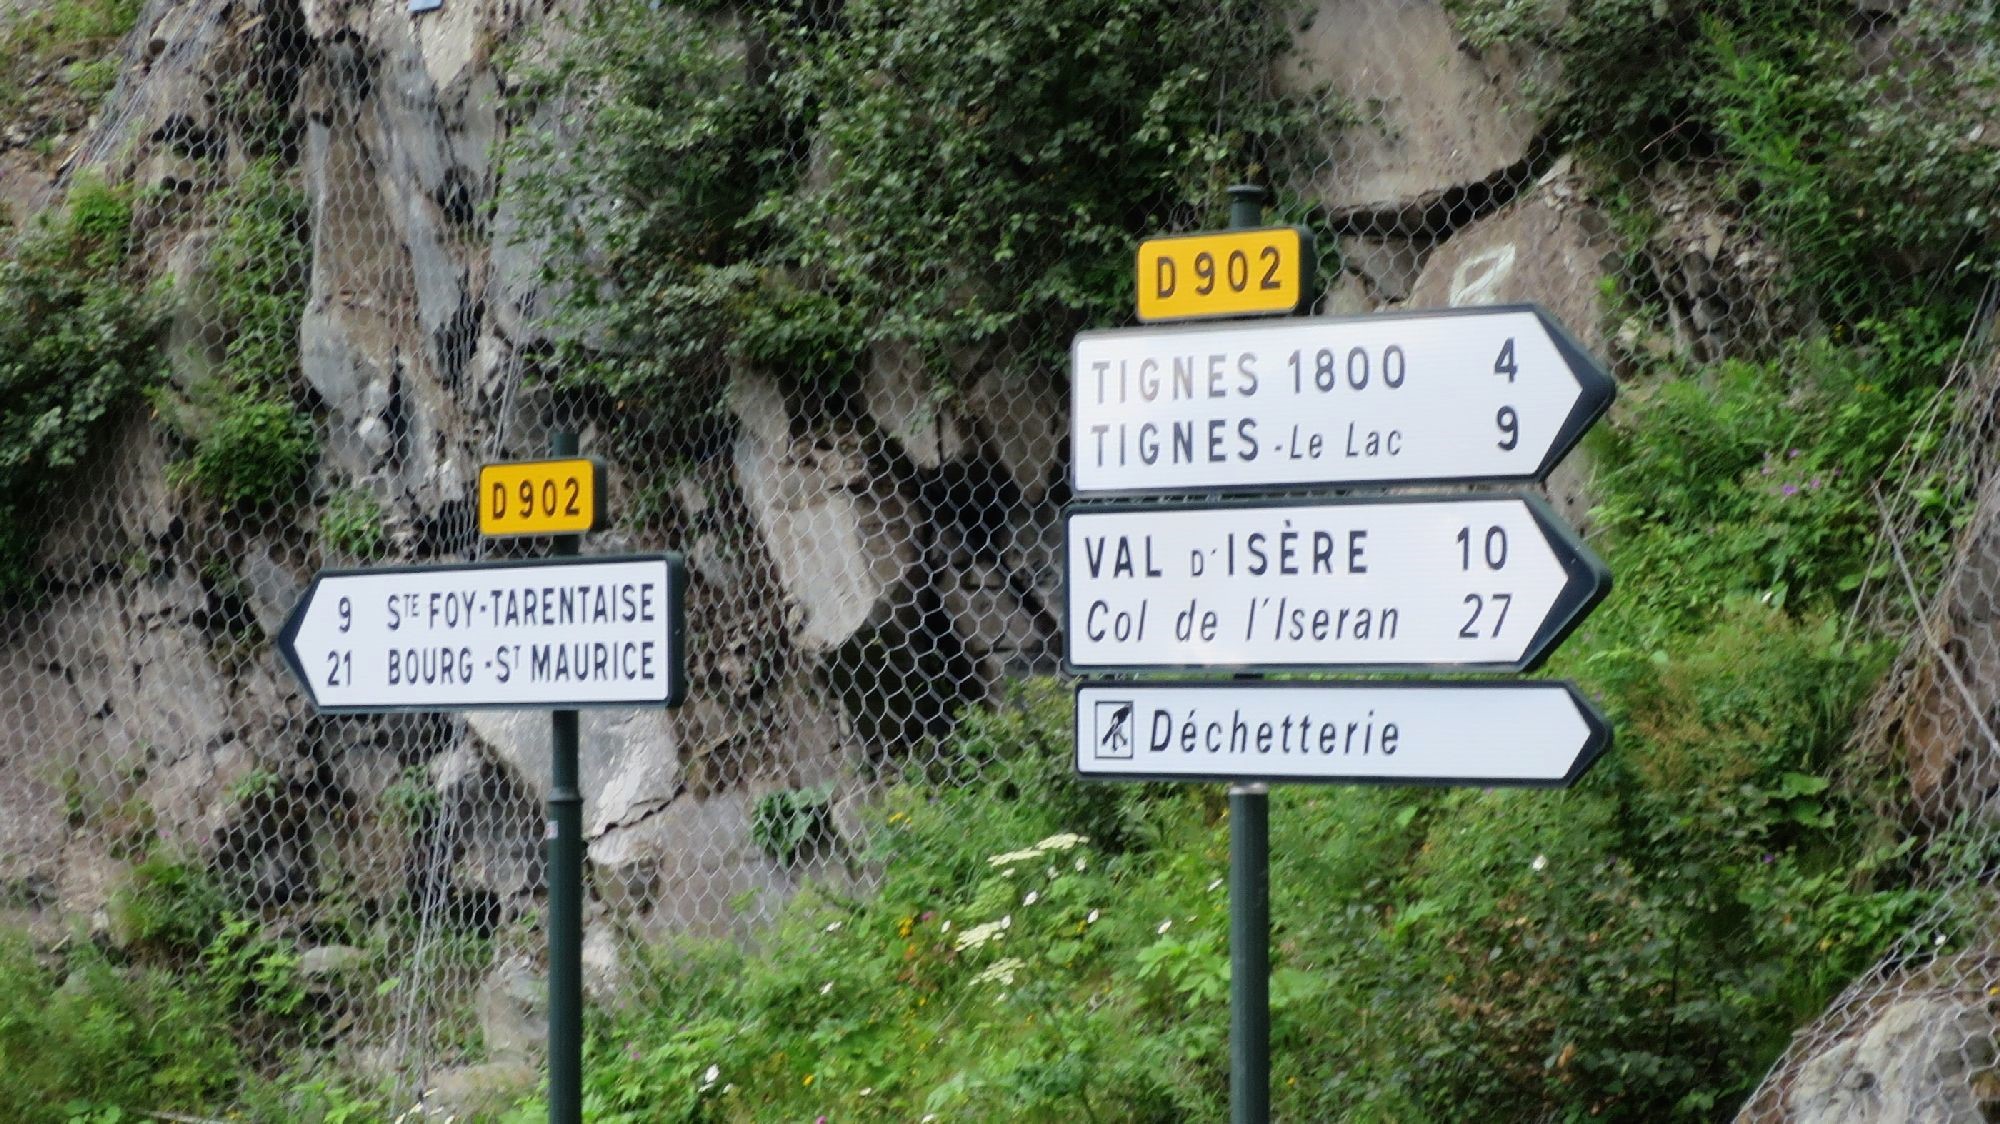 D 902
9 STE FOY-TARENTAISE
21 BOURG-ST MAURICE
D 902
TIGNES 1800 4
TIGNES-Le Lac 9
VAL D'ISÈRE 10
Col de l'Iseran 27
Déchetterie